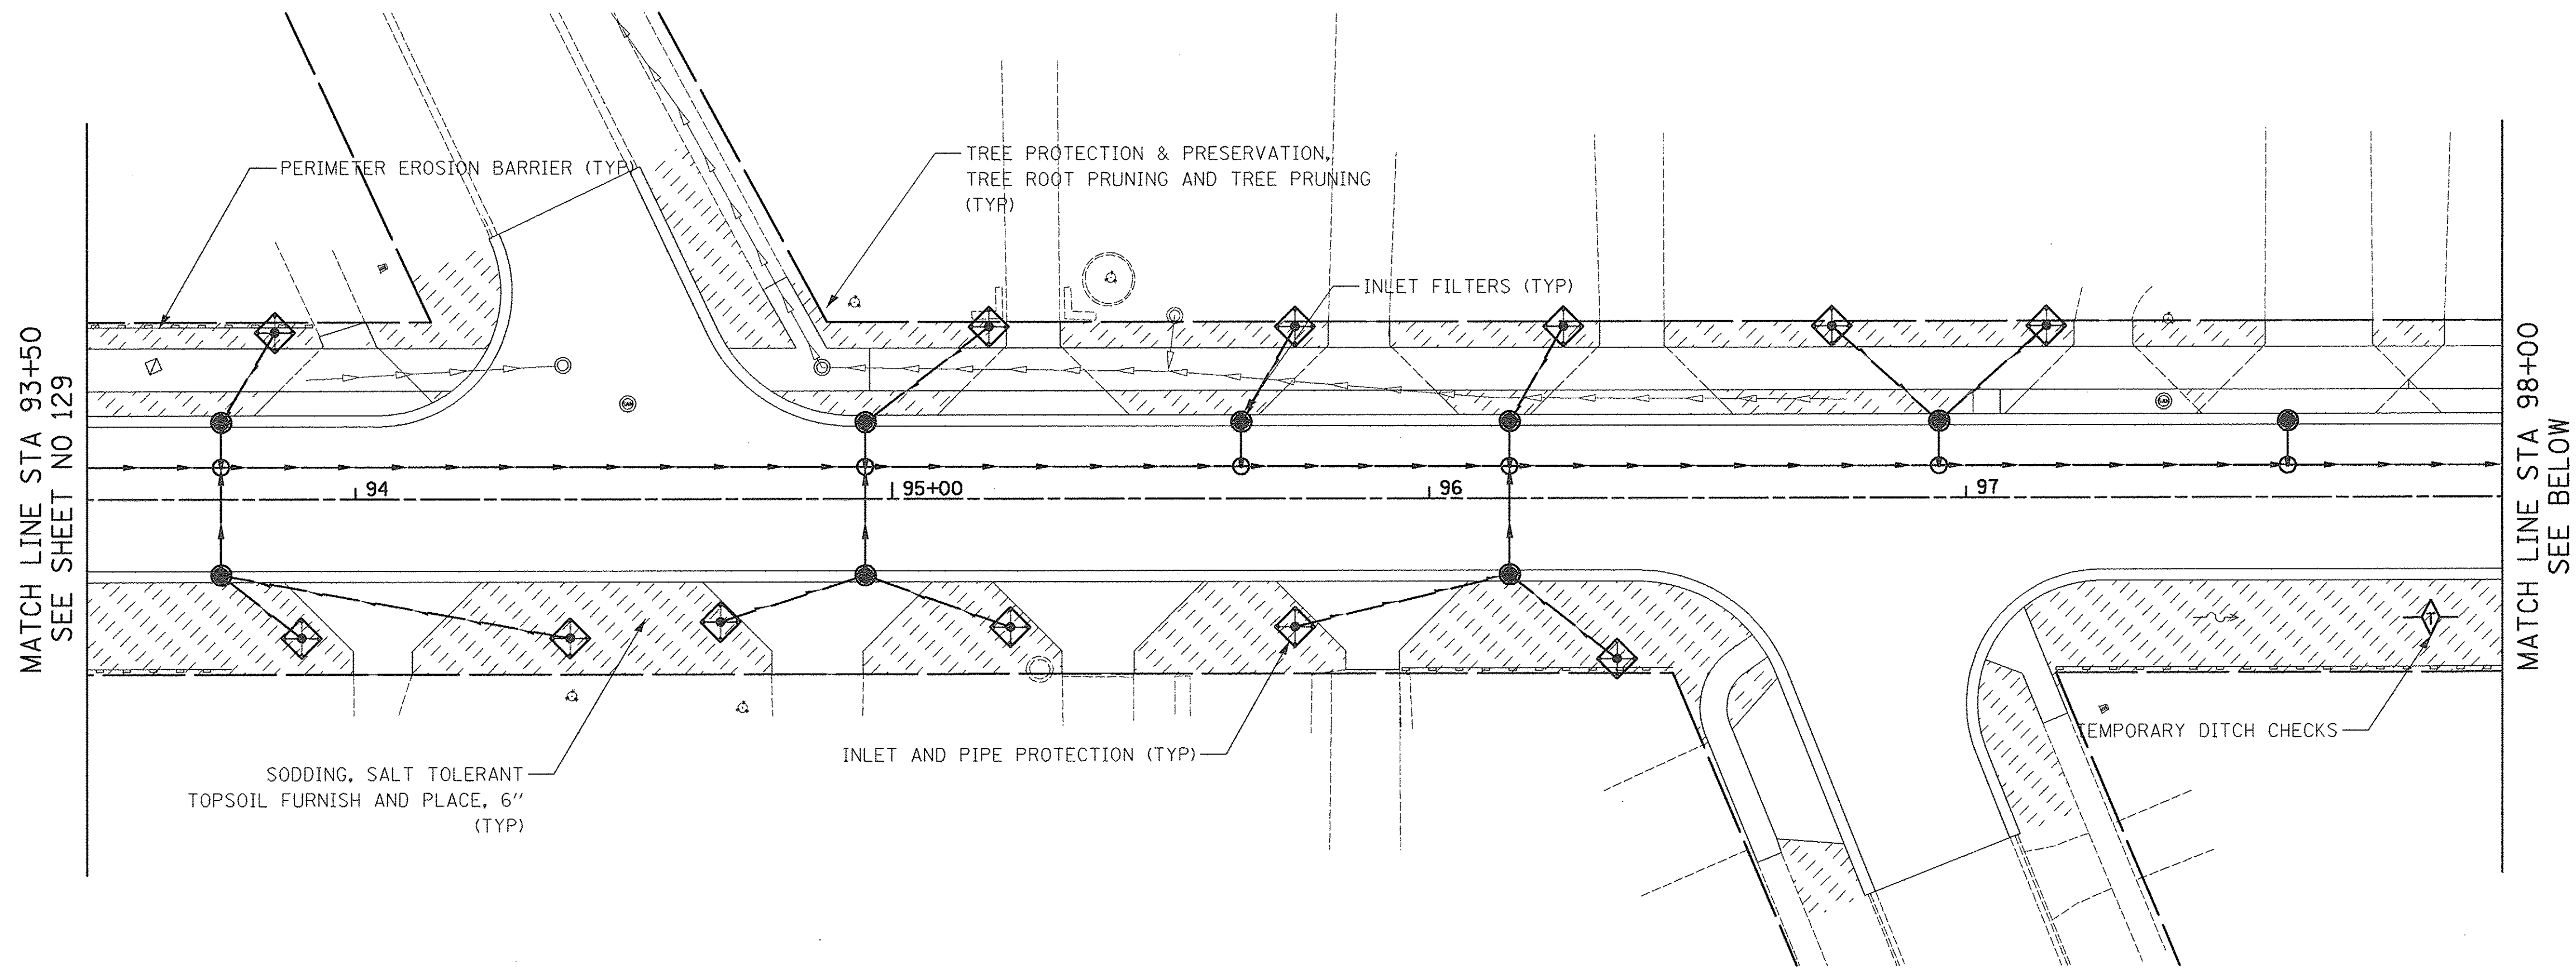 MATCH LINE STA 93+50
SEE SHEET NO 129
PERIMETER EROSION BARRIER (TYP)
TREE PROTECTION & PRESERVATION,
TREE ROOT PRUNING AND TREE PRUNING
(TYP)
INLET FILTERS (TYP)
94
95+00
96
97
SODDING, SALT TOLERANT
TOPSOIL FURNISH AND PLACE, 6"
(TYP)
INLET AND PIPE PROTECTION (TYP)
T
TEMPORARY DITCH CHECKS
MATCH LINE STA 98+00
SEE BELOW